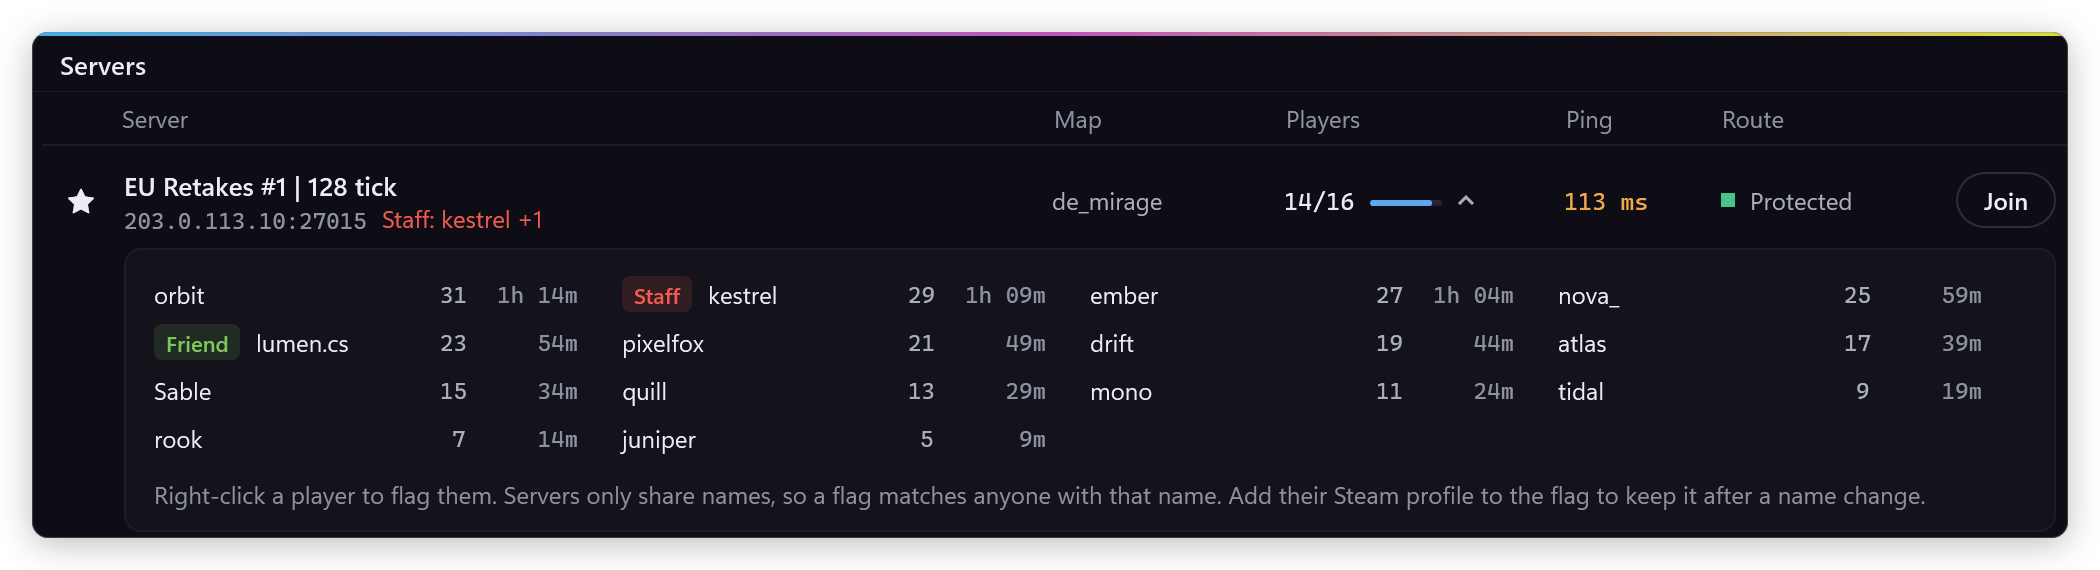 Servers
Server Map Players Ping Route
EU Retakes #1 | 128 tick
203.0.113.10:27015 Staff: kestrel +1
de_mirage 14/16 113 ms Protected Join
orbit 31 1h 14m Staff kestrel 29 1h 09m ember 27 1h 04m nova_ 25 59m
Friend lumen.cs 23 54m pixelfox 21 49m drift 19 44m atlas 17 39m
Sable 15 34m quill 13 29m mono 11 24m tidal 9 19m
rook 7 14m juniper 5 9m
Right-click a player to flag them. Servers only share names, so a flag matches anyone with that name. Add their Steam profile to the flag to keep it after a name change.